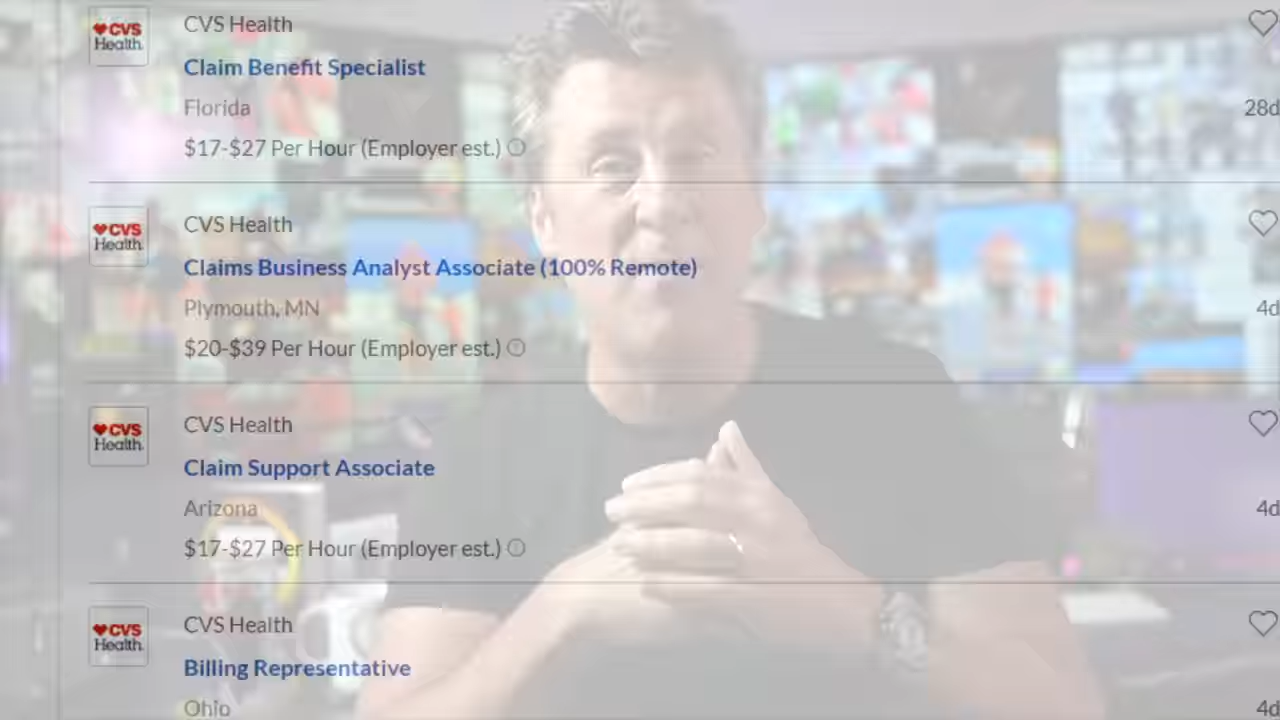 CVS
Health
CVS Health
Claim Benefit Specialist
Florida
28d
$17-$27 Per Hour (Employer est.)
CVS
Health
CVS Health
Claims Business Analyst Associate (100% Remote)
Plymouth, MN
4d
$20-$39 Per Hour (Employer est.)
CVS
Health
CVS Health
Claim Support Associate
Arizona
4d
$17-$27 Per Hour (Employer est.)
CVS
Health
CVS Health
Billing Representative
Ohio
4d